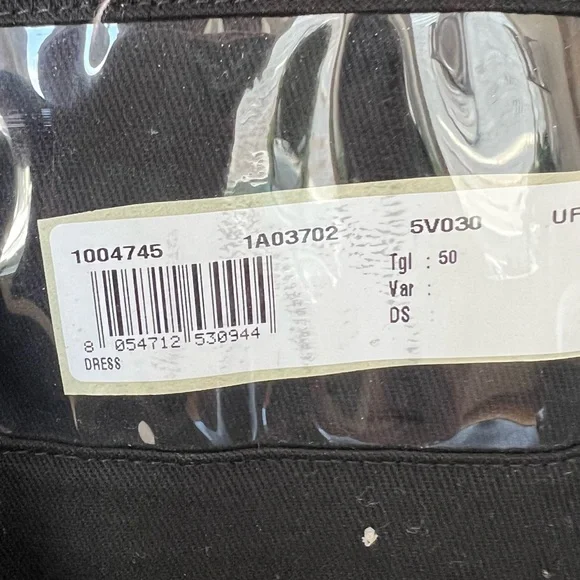 1004745 1A03702 5V030 UF
Tgl : 50
Var :
DS
8 054712 530944
DRESS